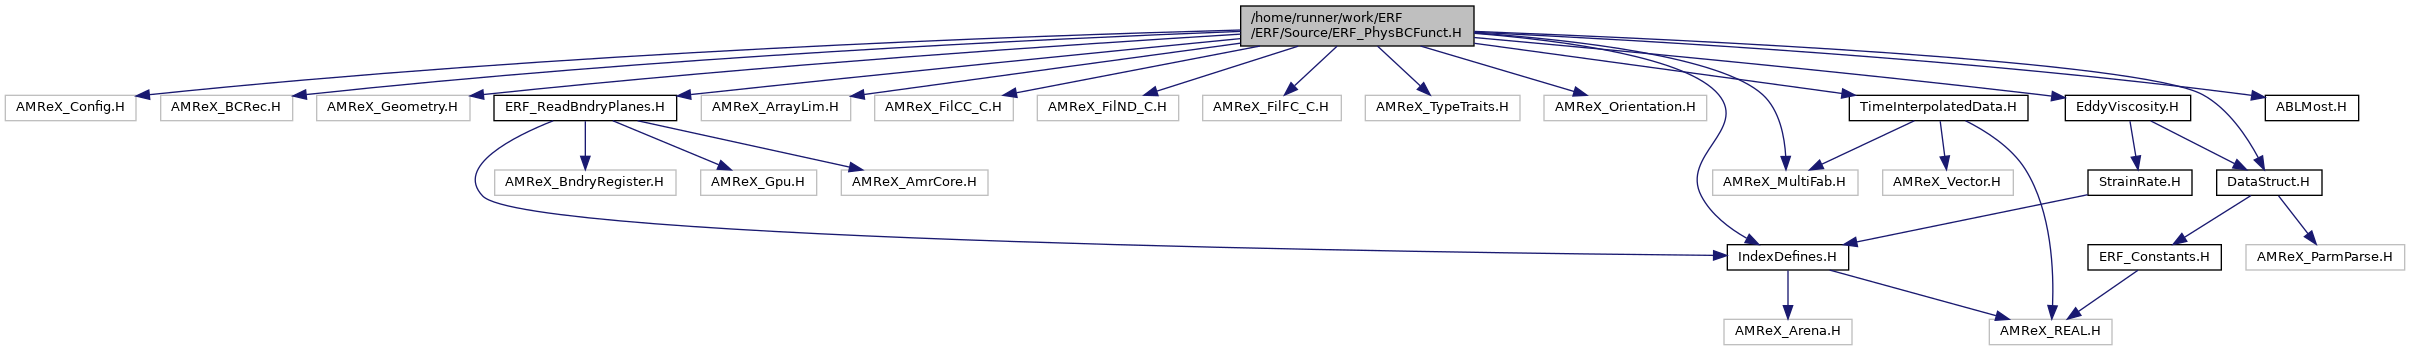 /home/runner/work/ERF
/ERF/Source/ERF_PhysBCFunct.H
AMReX_Config.H
AMReX_BCRec.H
AMReX_Geometry.H
ERF_ReadBndryPlanes.H
AMReX_ArrayLim.H
AMReX_FilCC_C.H
AMReX_FilND_C.H
AMReX_FilFC_C.H
AMReX_TypeTraits.H
AMReX_Orientation.H
TimeInterpolatedData.H
EddyViscosity.H
ABLMost.H
AMReX_BndryRegister.H
AMReX_Gpu.H
AMReX_AmrCore.H
AMReX_MultiFab.H
AMReX_Vector.H
StrainRate.H
DataStruct.H
IndexDefines.H
ERF_Constants.H
AMReX_ParmParse.H
AMReX_Arena.H
AMReX_REAL.H